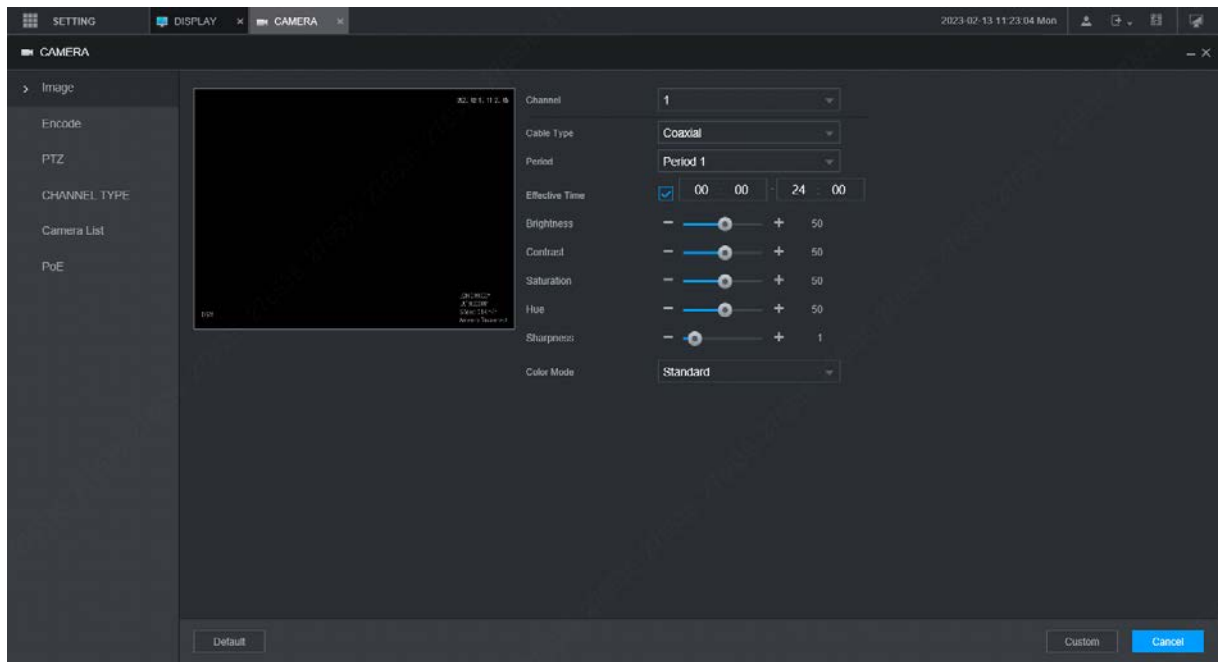 SETTING
DISPLAY
CAMERA
2023-02-13 11:23:04 Mon
CAMERA
Image
Encode
PTZ
CHANNEL TYPE
Camera List
PoE
Channel 1
Cable Type Coaxial
Period Period 1
Effective Time 00 : 00 - 24 : 00
Brightness 50
Contrast 50
Saturation 50
Hue 50
Sharpness 1
Color Mode Standard
Default
Custom
Cancel